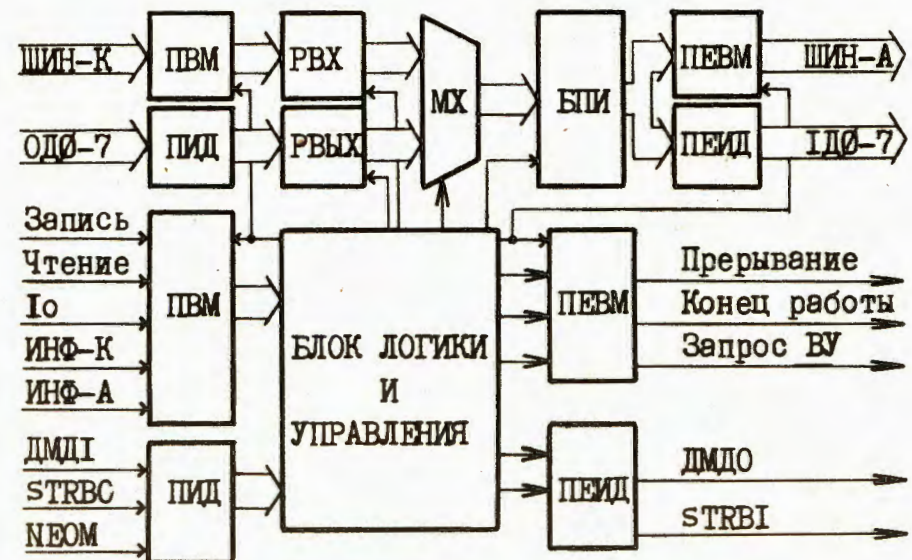 ШИН-К
ПВМ
РВХ
МХ
БПИ
ПЕВМ
ШИН-А
ОДØ-7
ПИД
РВЫХ
ПЕИД
IДØ-7
Запись
Чтение
Io
ИНФ-К
ИНФ-А
ПВМ
БЛОК ЛОГИКИ
И
УПРАВЛЕНИЯ
ПЕВМ
Прерывание
Конец работы
Запрос ВУ
ДМДI
STRBC
NEOM
ПИД
ПЕИД
ДМДО
STRBI